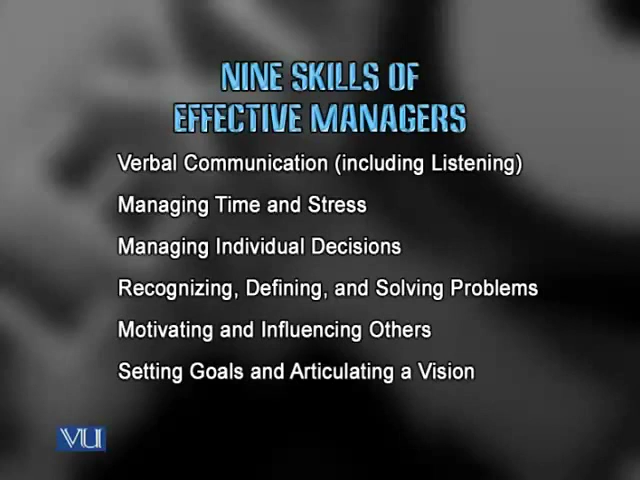 NINE SKILLS OF
EFFECTIVE MANAGERS
Verbal Communication (including Listening)
Managing Time and Stress
Managing Individual Decisions
Recognizing, Defining, and Solving Problems
Motivating and Influencing Others
Setting Goals and Articulating a Vision
VU